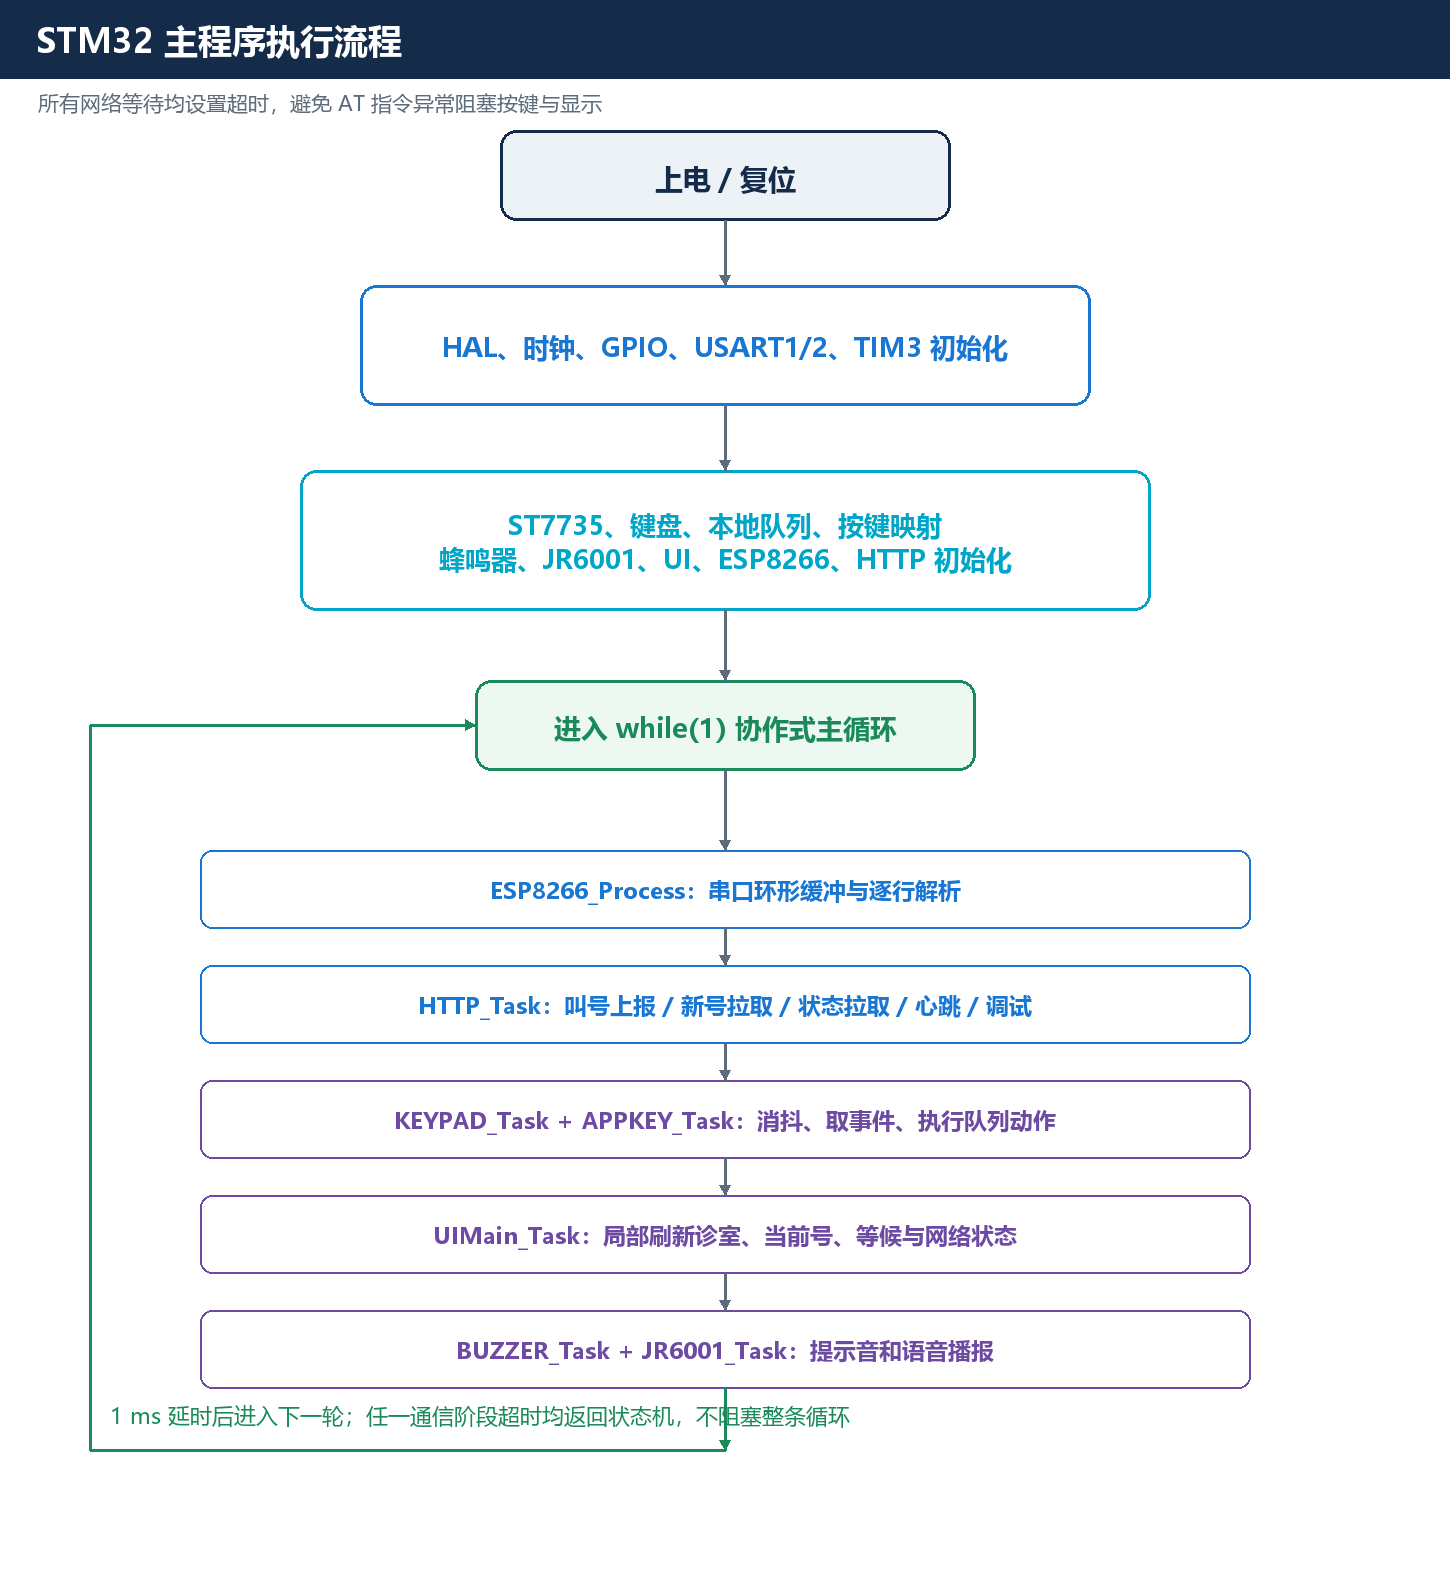 STM32 主程序执行流程
所有网络等待均设置超时，避免 AT 指令异常阻塞按键与显示
上电 / 复位
HAL、时钟、GPIO、USART1/2、TIM3 初始化
ST7735、键盘、本地队列、按键映射
蜂鸣器、JR6001、UI、ESP8266、HTTP 初始化
进入 while(1) 协作式主循环
ESP8266_Process：串口环形缓冲与逐行解析
HTTP_Task：叫号上报 / 新号拉取 / 状态拉取 / 心跳 / 调试
KEYPAD_Task + APPKEY_Task：消抖、取事件、执行队列动作
UIMain_Task：局部刷新诊室、当前号、等候与网络状态
BUZZER_Task + JR6001_Task：提示音和语音播报
1 ms 延时后进入下一轮；任一通信阶段超时均返回状态机，不阻塞整条循环